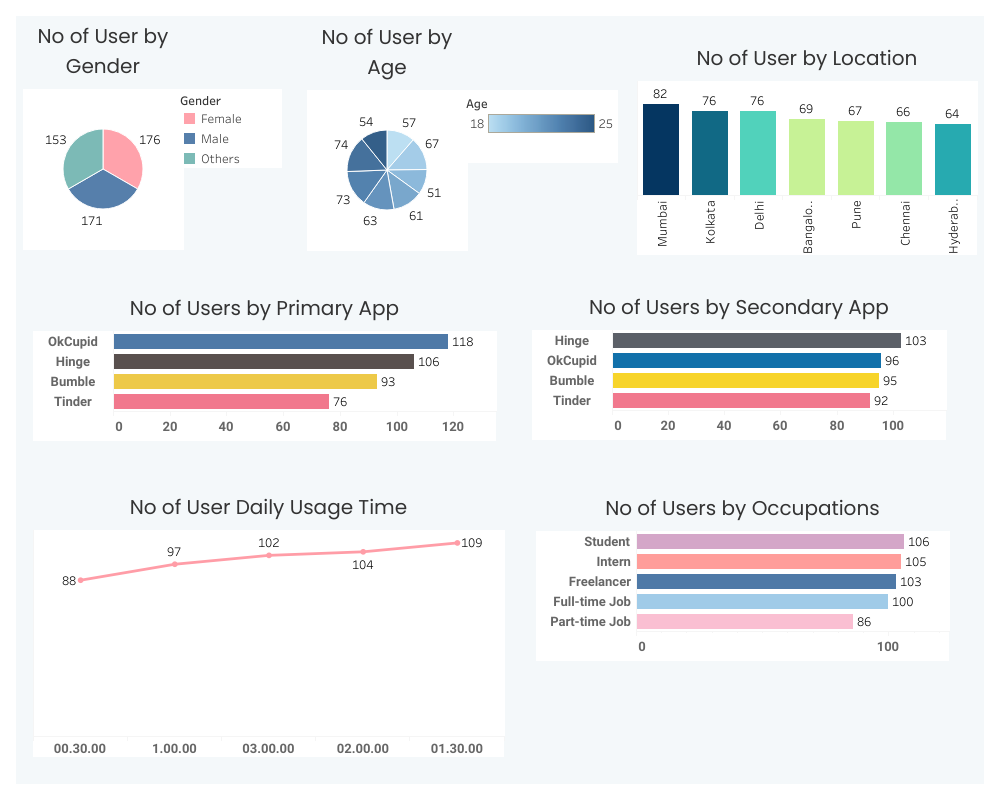 No of User by
Gender
Gender
Female
Male
Others
153
176
171
No of User by
Age
Age
18
25
54
57
74
67
51
73
61
63
No of User by Location
82
76
76
69
67
66
64
Mumbai
Kolkata
Delhi
Bangalo..
Pune
Chennai
Hyderab..
No of Users by Primary App
OkCupid 118
Hinge 106
Bumble 93
Tinder 76
0 20 40 60 80 100 120
No of Users by Secondary App
Hinge 103
OkCupid 96
Bumble 95
Tinder 92
0 20 40 60 80 100
No of User Daily Usage Time
88
97
102
104
109
00.30.00 1.00.00 03.00.00 02.00.00 01.30.00
No of Users by Occupations
Student 106
Intern 105
Freelancer 103
Full-time Job 100
Part-time Job 86
0 100